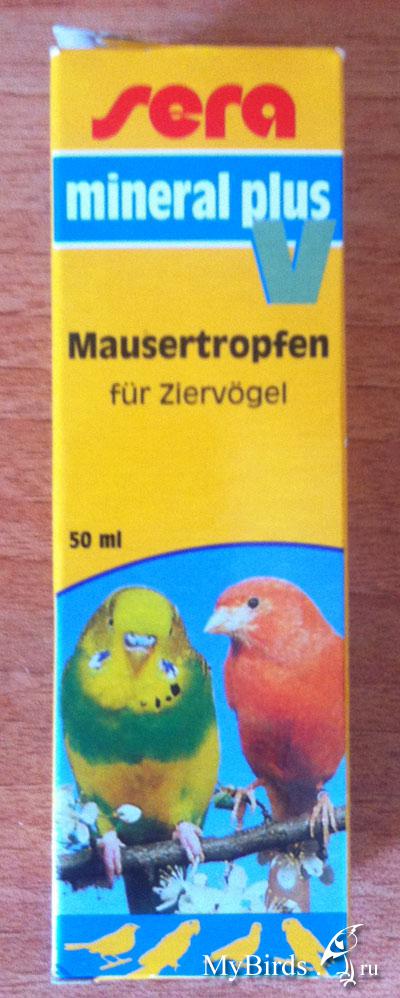 sera
mineral plus
V
Mausertropfen
für Ziervögel
50 ml
MyBirds.ru